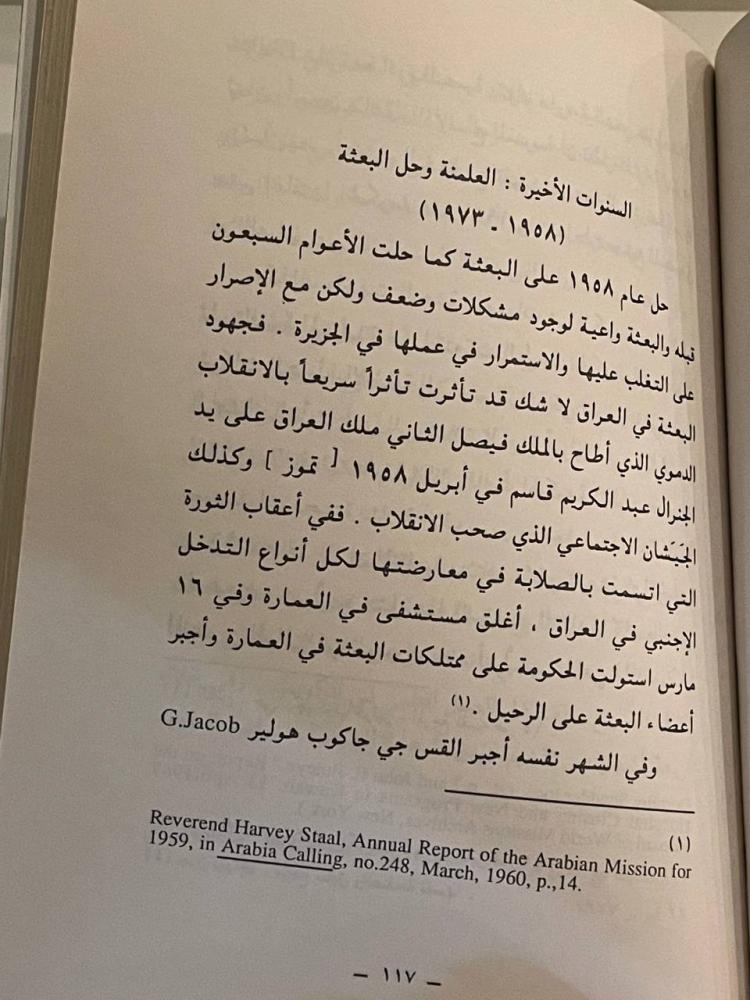 السنوات الأخيرة : العلمنة وحل البعثة
(١٩٥٨ ـ ١٩٧٣)
حل عام ١٩٥٨ على البعثة كما حلت الأعوام السبعون
قبله والبعثة واعية لوجود مشكلات وضعف ولكن مع الإصرار
على التغلب عليها والاستمرار في عملها في الجزيرة . فجهود
البعثة في العراق لا شك قد تأثرت تأثراً سريعاً بالانقلاب
الدموي الذي أطاح بالملك فيصل الثاني ملك العراق على يد
الجنرال عبد الكريم قاسم في أبريل ١٩٥٨ [ تموز ] وكذلك
الجَيَشان الاجتماعي الذي صحب الانقلاب . ففي أعقاب الثورة
التي اتسمت بالصلابة في معارضتها لكل أنواع التدخل
الإجنبي في العراق ، أغلق مستشفى في العمارة وفي ١٦
مارس استولت الحكومة على ممتلكات البعثة في العمارة وأجبر
أعضاء البعثة على الرحيل .(١)
وفي الشهر نفسه أجبر القس جي جاكوب هولير G.Jacob
(١)
Reverend Harvey Staal, Annual Report of the Arabian Mission for
1959, in Arabia Calling, no.248, March, 1960, p.,14.
ـ ١١٧ ـ